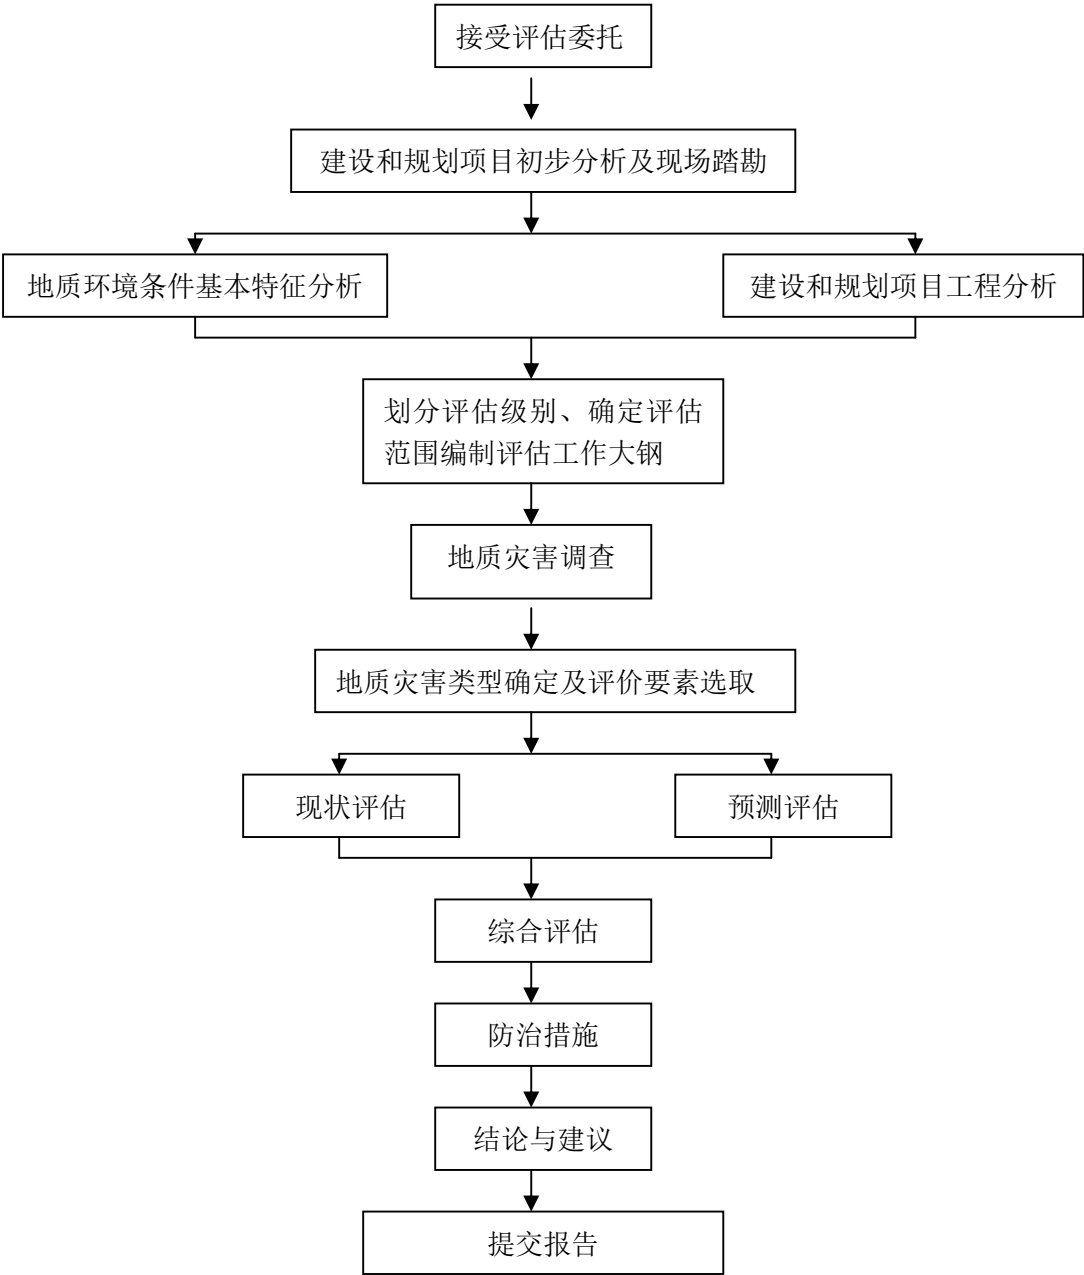 接受评估委托
建设和规划项目初步分析及现场踏勘
地质环境条件基本特征分析
建设和规划项目工程分析
划分评估级别、确定评估
范围编制评估工作大钢
地质灾害调查
地质灾害类型确定及评价要素选取
现状评估
预测评估
综合评估
防治措施
结论与建议
提交报告